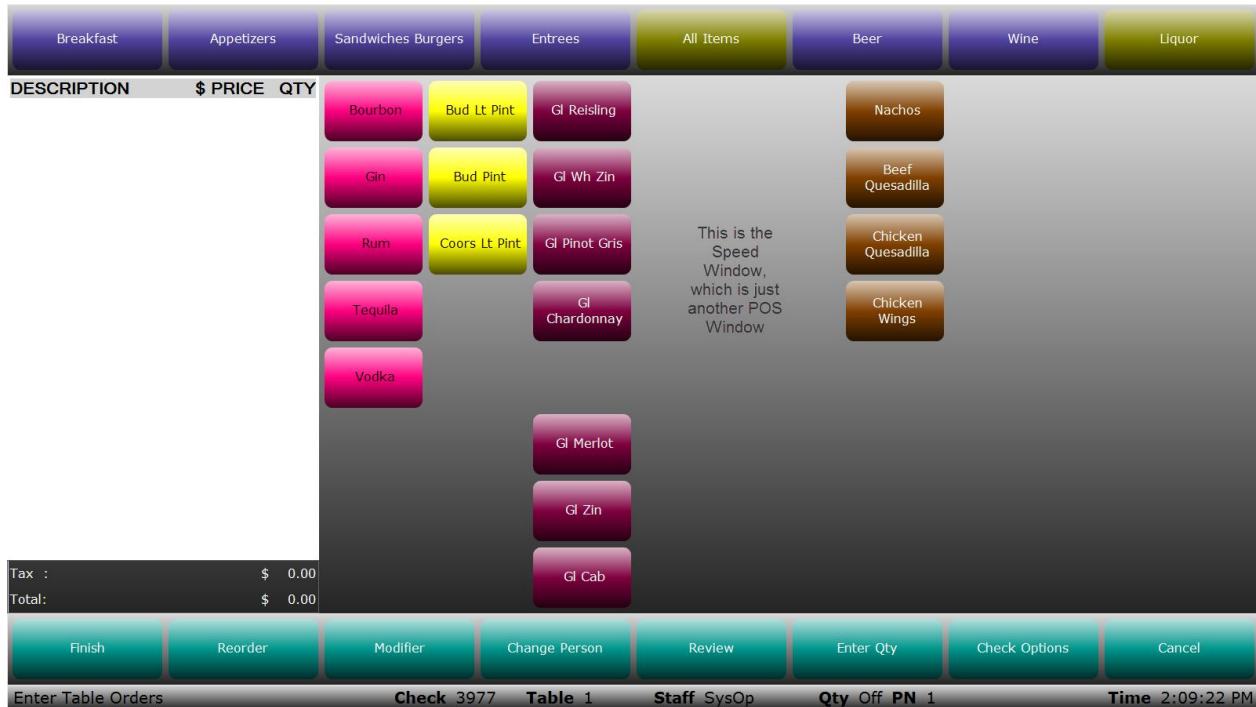 Breakfast
Appetizers
Sandwiches Burgers
Entrees
All Items
Beer
Wine
Liquor
DESCRIPTION $ PRICE QTY
Bourbon
Bud Lt Pint
Gl Reisling
Nachos
Gin
Bud Pint
Gl Wh Zin
Beef
Quesadilla
Rum
Coors Lt Pint
Gl Pinot Gris
This is the
Speed
Window,
which is just
another POS
Window
Chicken
Quesadilla
Tequila
Gl
Chardonnay
Chicken
Wings
Vodka
Gl Merlot
Gl Zin
Gl Cab
Tax : $ 0.00
Total: $ 0.00
Finish
Reorder
Modifier
Change Person
Review
Enter Qty
Check Options
Cancel
Enter Table Orders Check 3977 Table 1 Staff SysOp Qty Off PN 1 Time 2:09:22 PM